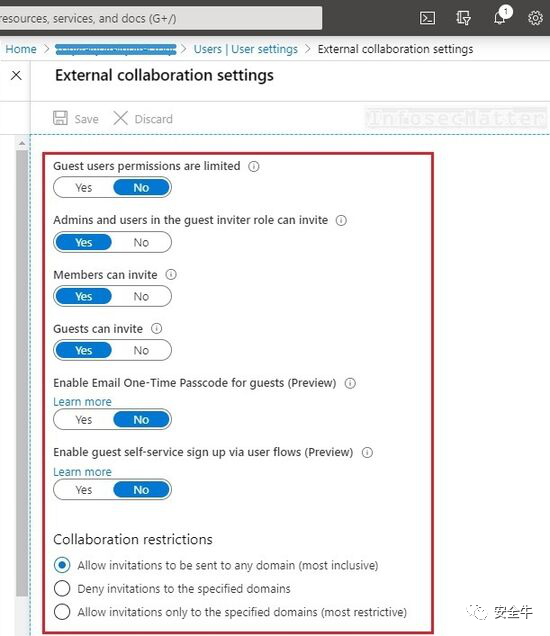 resources, services, and docs (G+/)
1
Home > > Users | User settings > External collaboration settings
External collaboration settings
Save Discard
InfosecMatter
Guest users permissions are limited
Yes No
Admins and users in the guest inviter role can invite
Yes No
Members can invite
Yes No
Guests can invite
Yes No
Enable Email One-Time Passcode for guests (Preview)
Learn more
Yes No
Enable guest self-service sign up via user flows (Preview)
Learn more
Yes No
Collaboration restrictions
Allow invitations to be sent to any domain (most inclusive)
Deny invitations to the specified domains
Allow invitations only to the specified domains (most restrictive)
安全牛